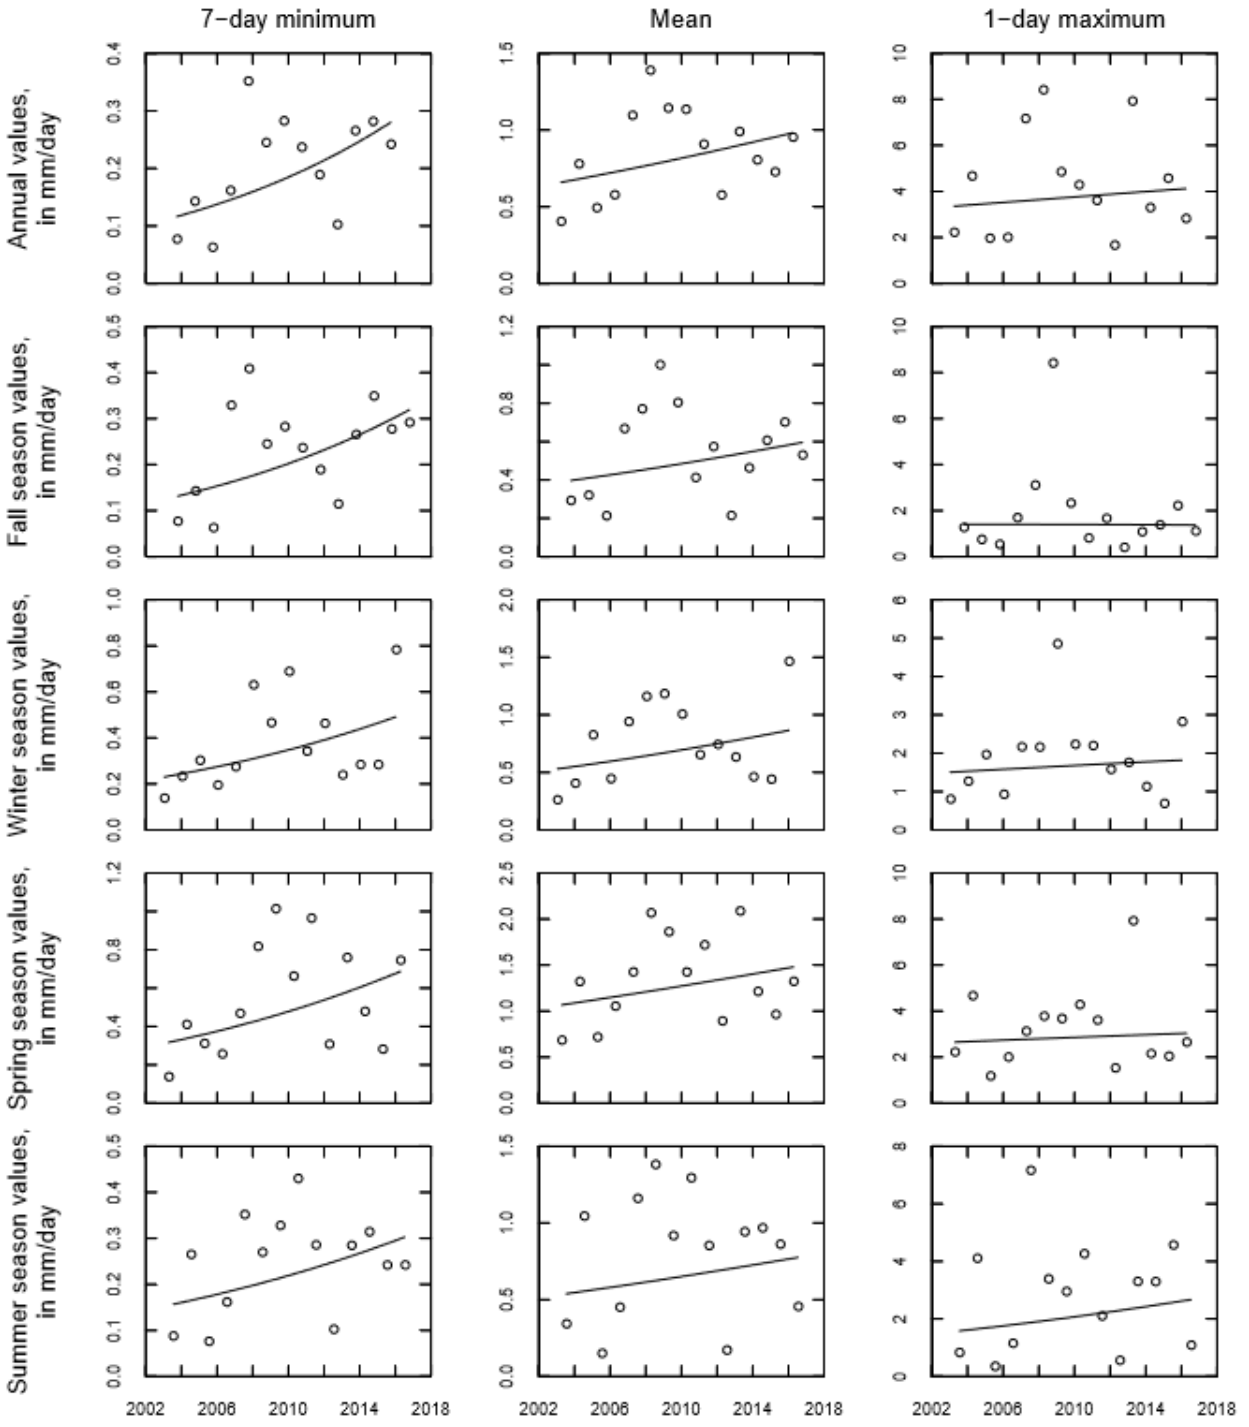 7−day minimum Mean 1−day maximum
Annual values,
in mm/day
0.0 0.1 0.2 0.3 0.4
0.0 0.5 1.0 1.5
0 2 4 6 8 10
Fall season values,
in mm/day
0.0 0.1 0.2 0.3 0.4 0.5
0.0 0.4 0.8 1.2
0 2 4 6 8 10
Winter season values,
in mm/day
0.0 0.2 0.4 0.6 0.8 1.0
0.0 0.5 1.0 1.5 2.0
0 1 2 3 4 5 6
Spring season values,
in mm/day
0.0 0.4 0.8 1.2
0.0 0.5 1.0 1.5 2.0 2.5
0 2 4 6 8 10
Summer season values,
in mm/day
0.0 0.1 0.2 0.3 0.4 0.5
0.0 0.5 1.0 1.5
0 2 4 6 8
2002 2006 2010 2014 2018 2002 2006 2010 2014 2018 2002 2006 2010 2014 2018